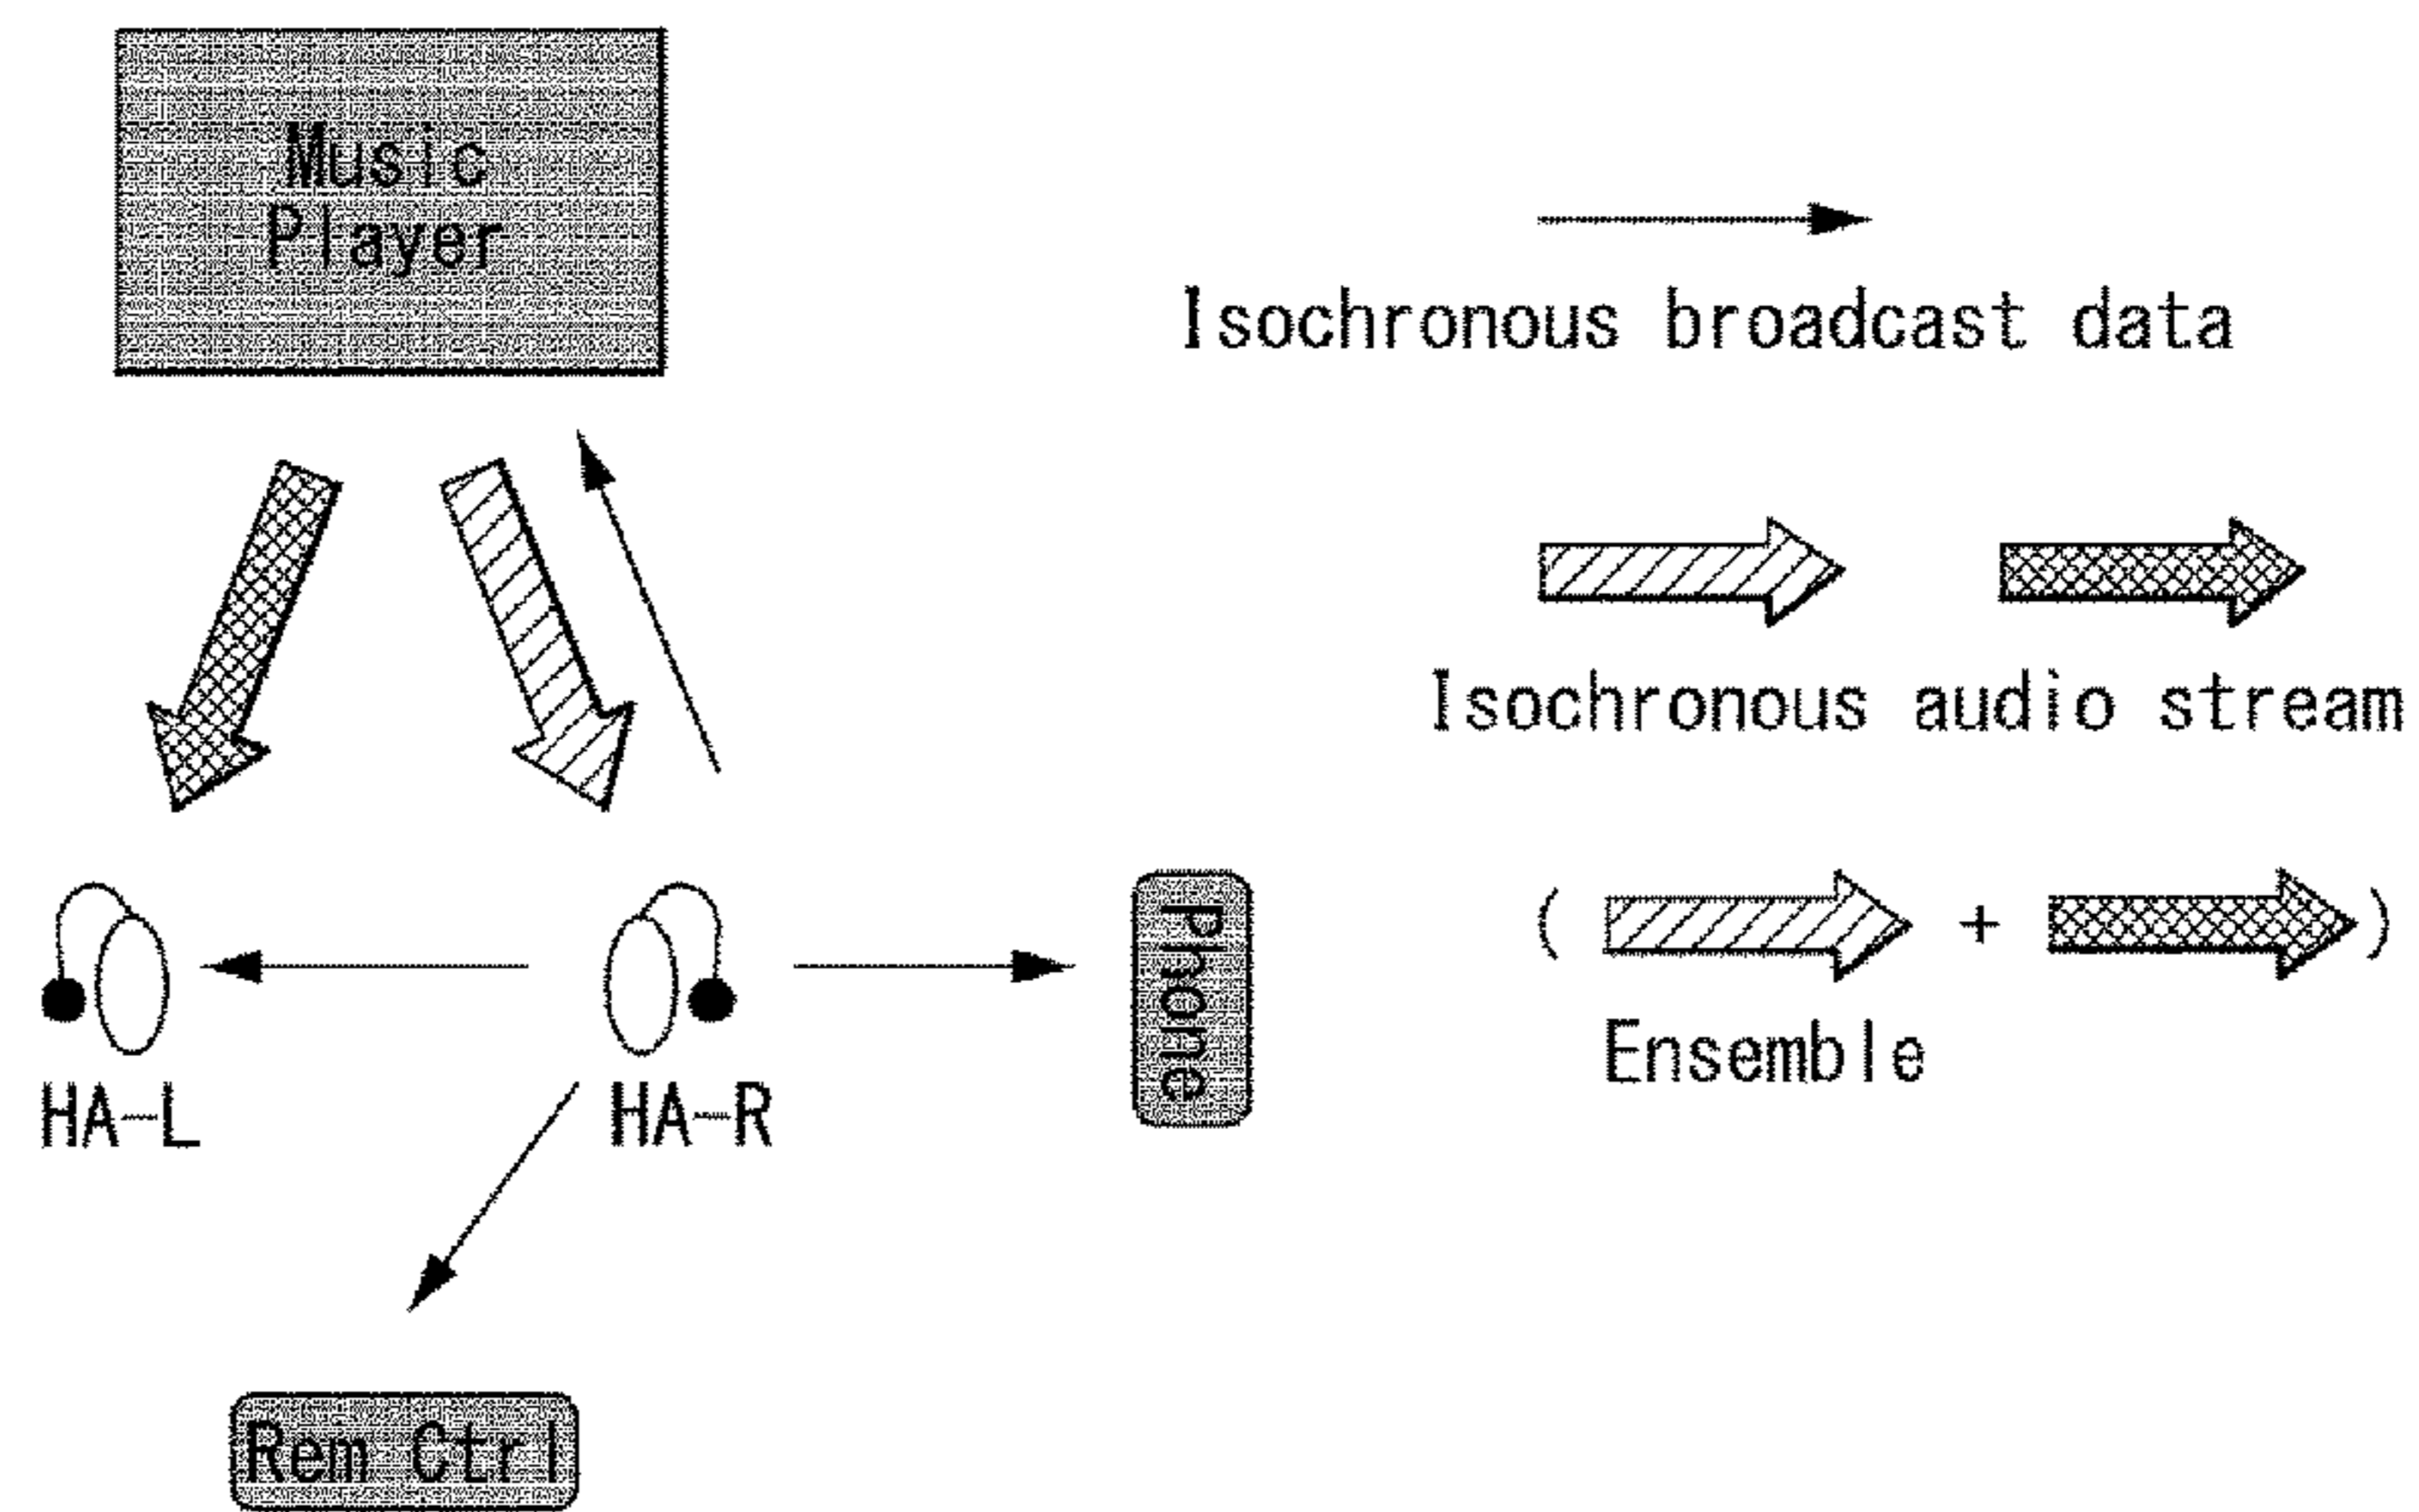 Music
Player
Isochronous broadcast data
Isochronous audio stream
( + )
Ensemble
Phone
HA-L
HA-R
Rem Ctrl